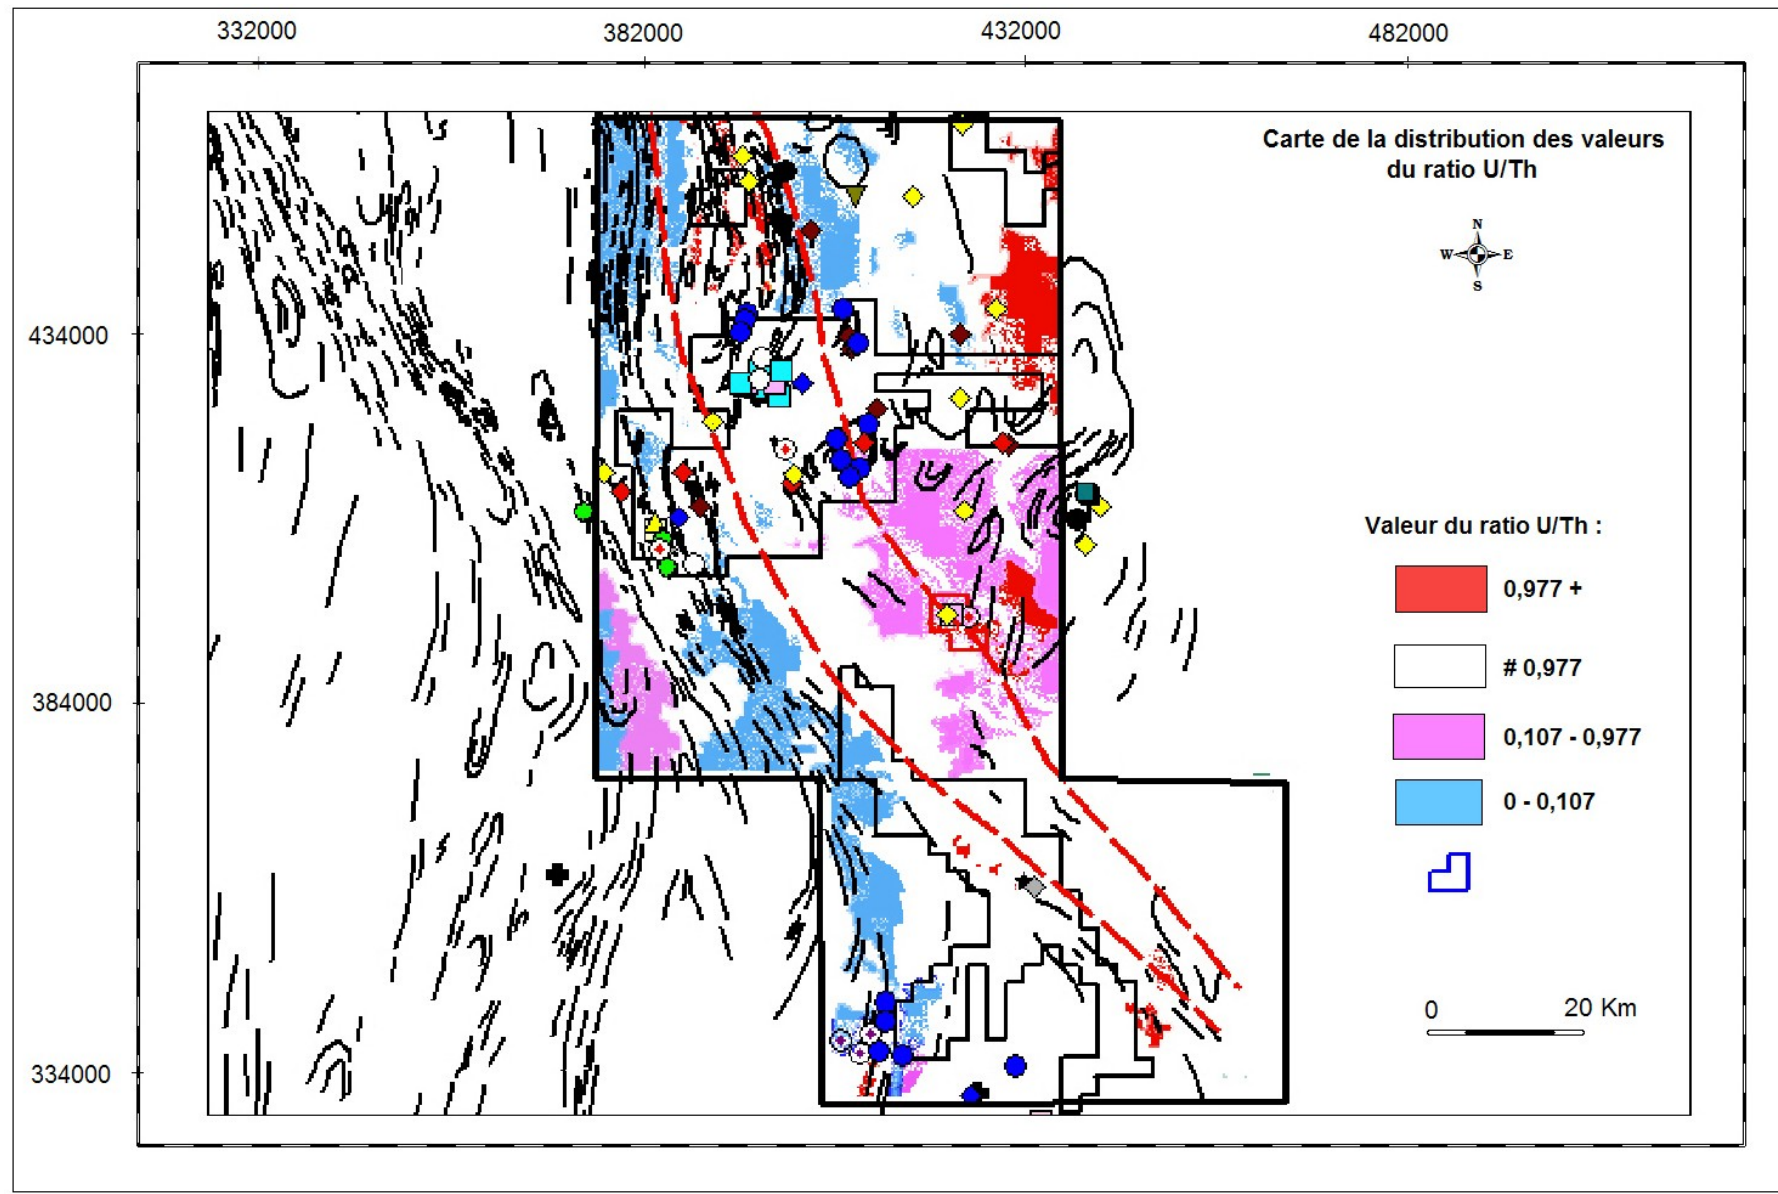 332000
382000
432000
482000
Carte de la distribution des valeurs
du ratio U/Th
N
W E
S
434000
Valeur du ratio U/Th :
0,977 +
# 0,977
384000
0,107 - 0,977
0 - 0,107
0 20 Km
334000